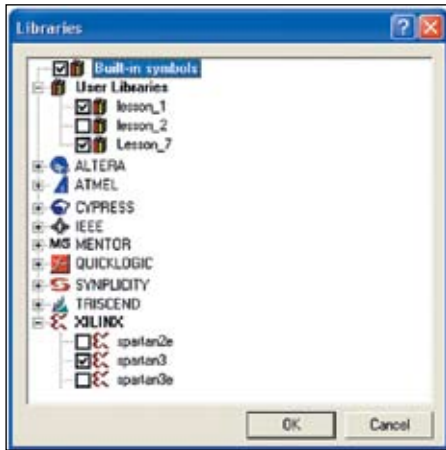 Libraries
Built-in symbols
User Libraries
lesson_1
lesson_2
Lesson_7
ALTERA
ATMEL
CYPRESS
IEEE
MG MENTOR
QUICKLOGIC
SYNPLICITY
TRISCEND
XILINX
spartan2e
spartan3
spartan3e
OK Cancel